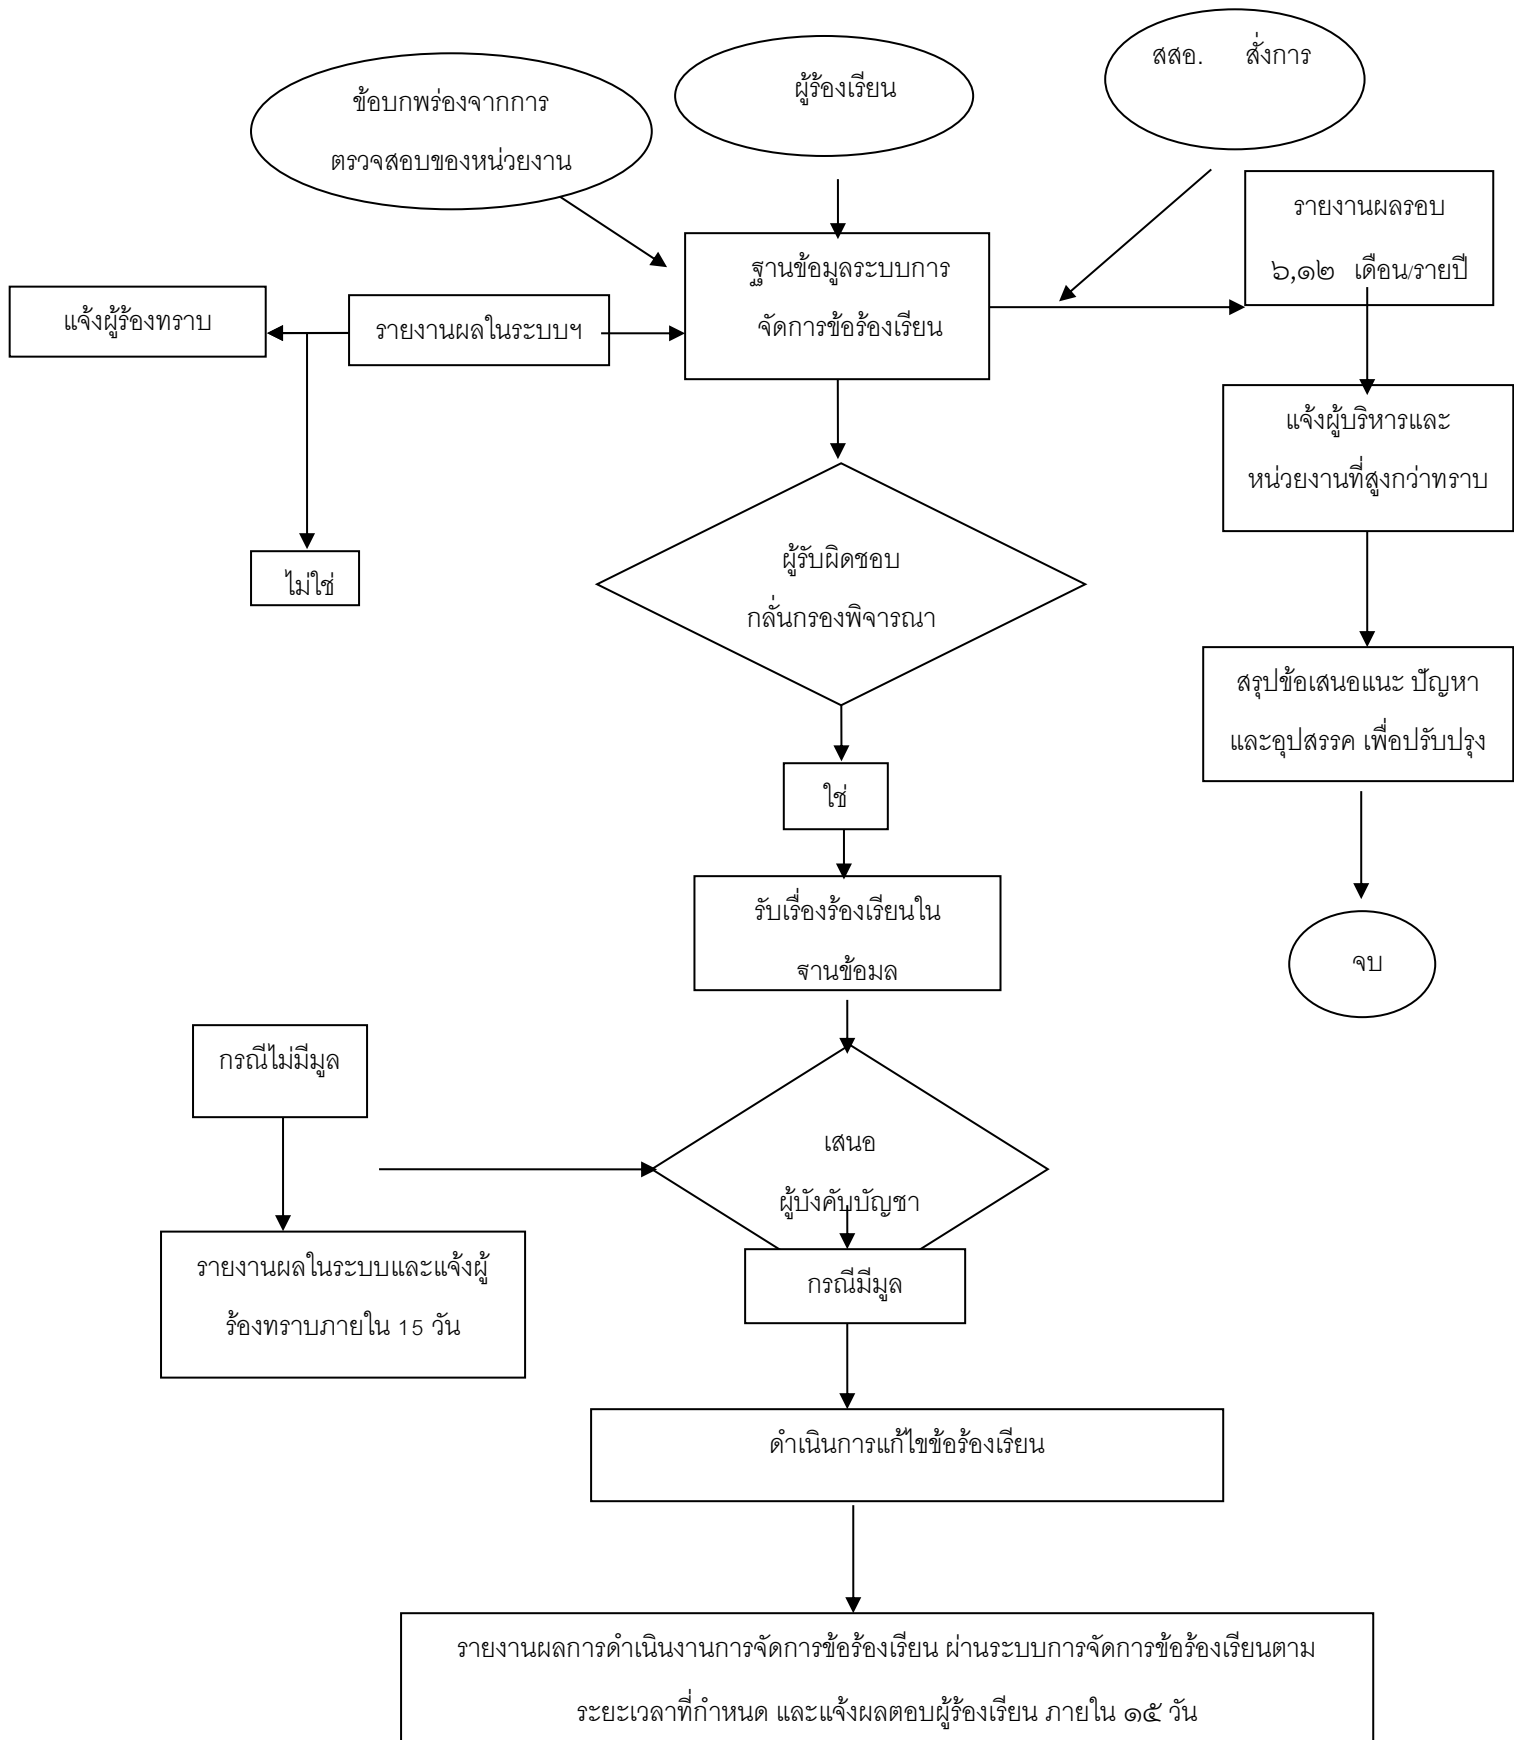 ข้อบกพร่องจากการ
ตรวจสอบของหน่วยงาน
ผู้ร้องเรียน
สสอ. สั่งการ
รายงานผลรอบ
๖,๑๒ เดือน/รายปี
ฐานข้อมูลระบบการ
จัดการข้อร้องเรียน
แจ้งผู้ร้องทราบ
รายงานผลในระบบฯ
แจ้งผู้บริหารและ
หน่วยงานที่สูงกว่าทราบ
ไม่ใช่
ผู้รับผิดชอบ
กลั่นกรองพิจารณา
สรุปข้อเสนอแนะ ปัญหา
และอุปสรรค เพื่อปรับปรุง
ใช่
รับเรื่องร้องเรียนใน
ฐานข้อมูล
จบ
กรณีไม่มีมูล
เสนอ
ผู้บังคับบัญชา
รายงานผลในระบบและแจ้งผู้
ร้องทราบภายใน 15 วัน
กรณีมีมูล
ดำเนินการแก้ไขข้อร้องเรียน
รายงานผลการดำเนินงานการจัดการข้อร้องเรียน ผ่านระบบการจัดการข้อร้องเรียนตาม
ระยะเวลาที่กำหนด และแจ้งผลตอบผู้ร้องเรียน ภายใน ๑๕ วัน